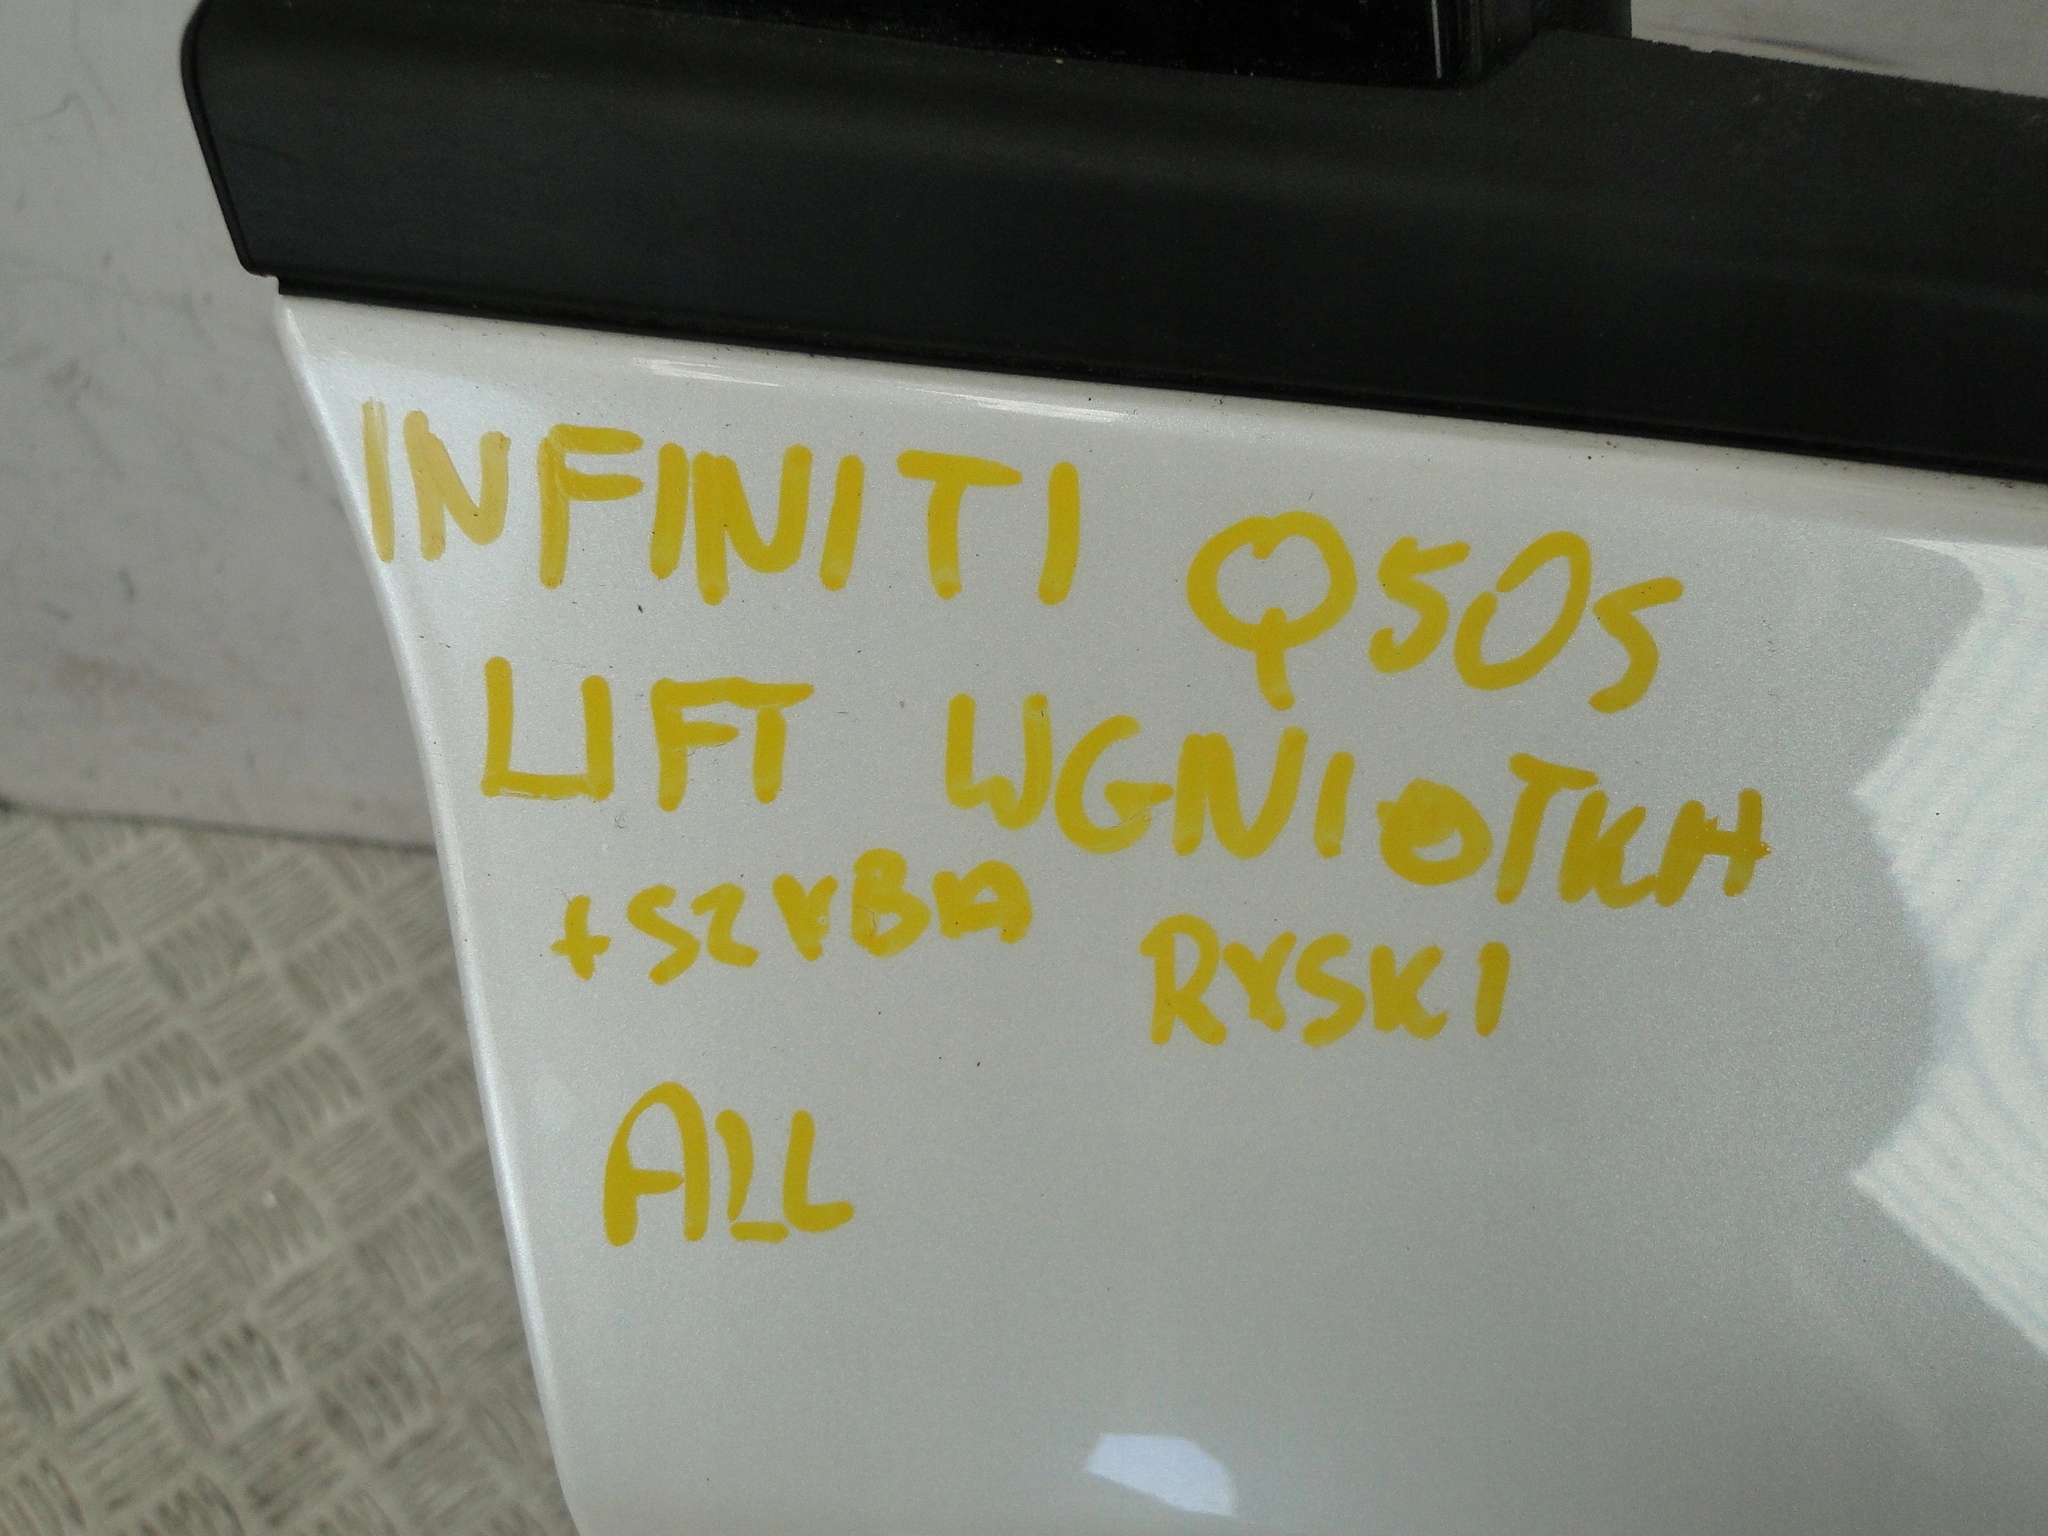 INFINITI Q50S
LIFT WGNIOTKA
+SZYBA RYSKI
ALL